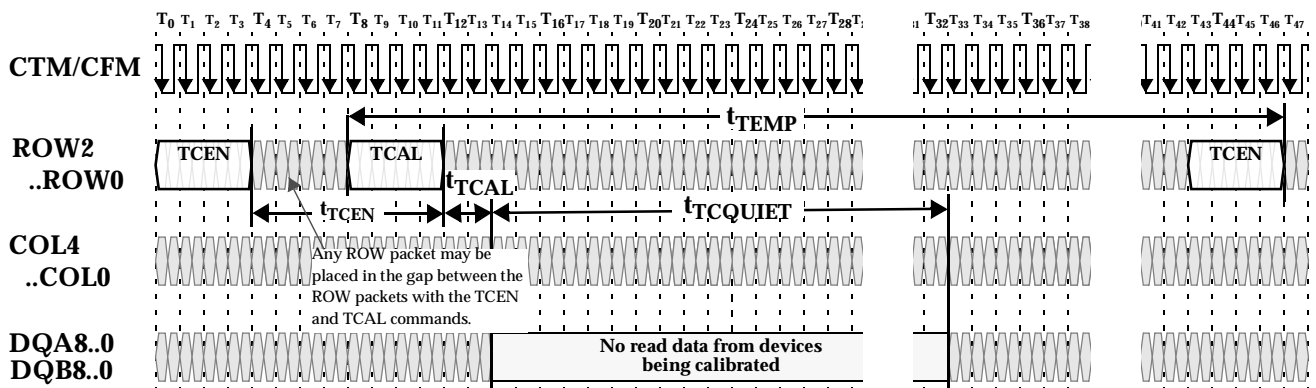 T0 T1 T2 T3 T4 T5 T6 T7 T8 T9 T10 T11 T12 T13 T14 T15 T16 T17 T18 T19 T20 T21 T22 T23 T24 T25 T26 T27 T28 T32 T33 T34 T35 T36 T37 T38 T41 T42 T43 T44 T45 T46 T47
CTM/CFM
tTEMP
ROW2
..ROW0
TCEN
TCAL
TCEN
tTCAL
tTCEN
tTCQUIET
COL4
..COL0
Any ROW packet may be
placed in the gap between the
ROW packets with the TCEN
and TCAL commands.
DQA8..0
DQB8..0
No read data from devices
being calibrated